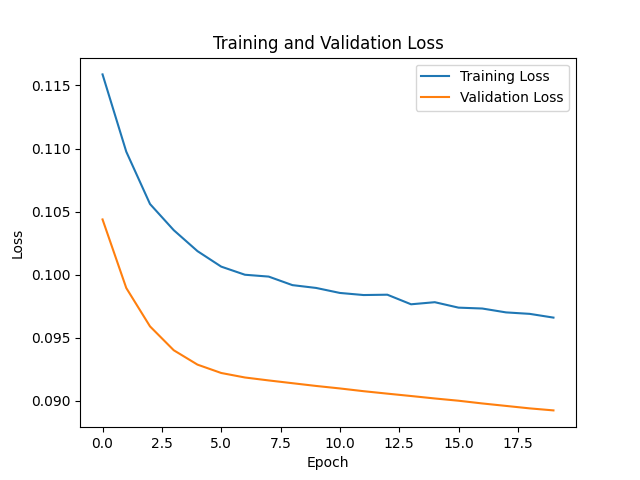 Training and Validation Loss
Training Loss
Validation Loss
0.115
0.110
0.105
0.100
0.095
0.090
Loss
0.0 2.5 5.0 7.5 10.0 12.5 15.0 17.5
Epoch